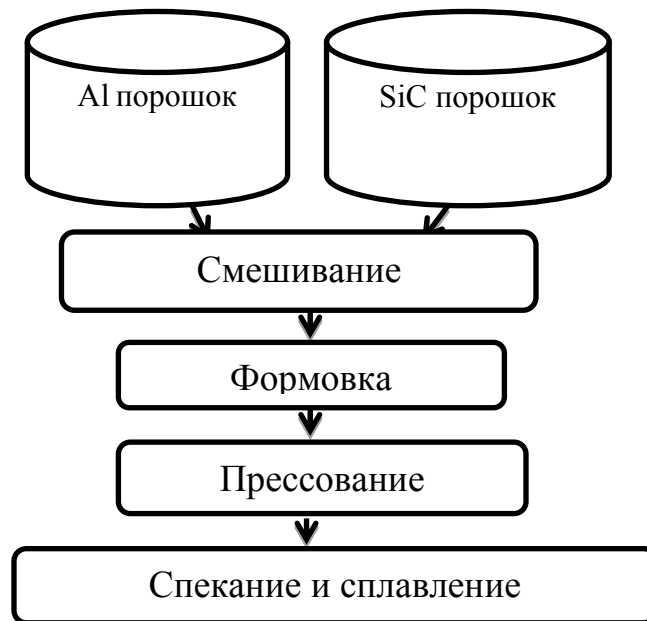 Al порошок
SiC порошок
Смешивание
Формовка
Прессование
Спекание и сплавление